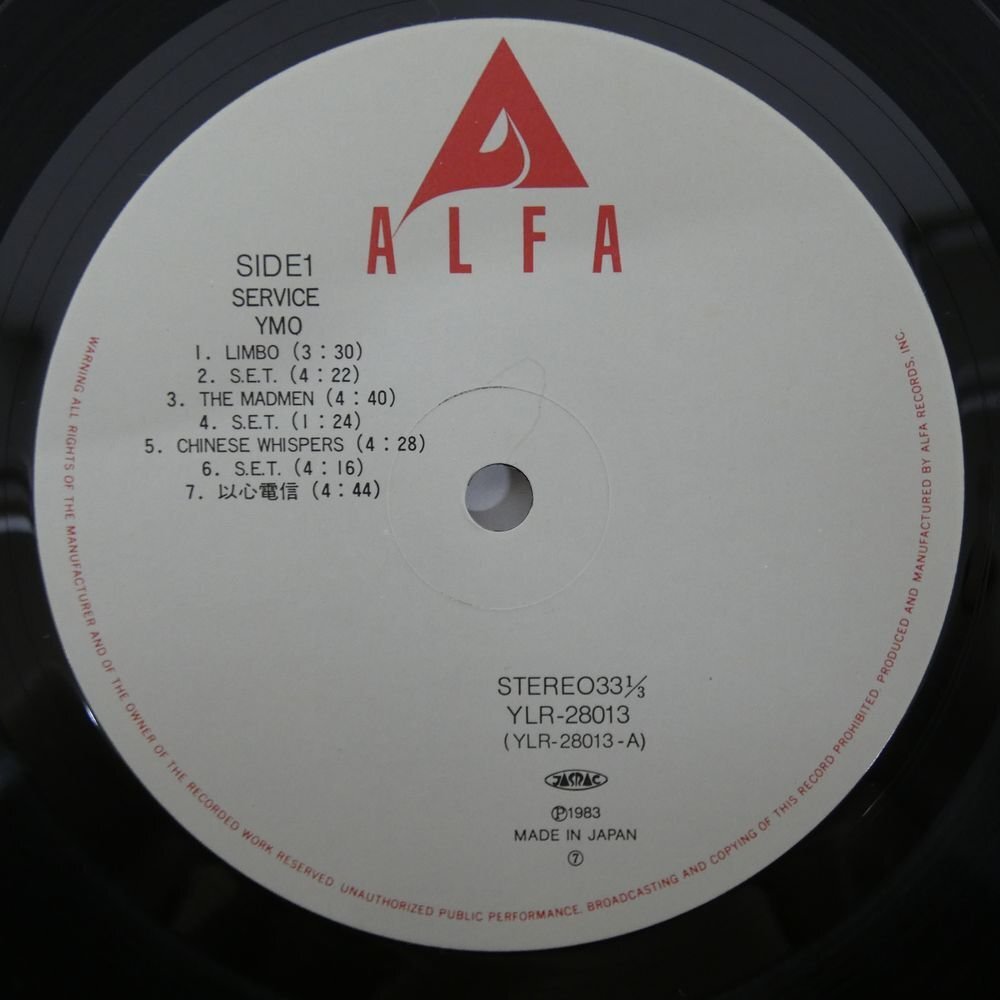 ALFA
SIDE1
SERVICE
YMO
1. LIMBO (3:30)
2. S.E.T. (4:22)
3. THE MADMEN (4:40)
4. S.E.T. (1:24)
5. CHINESE WHISPERS (4:28)
6. S.E.T. (4:16)
7. 以心電信 (4:44)
STEREO33⅓
YLR-28013
(YLR-28013-A)
JASRAC
℗1983
MADE IN JAPAN
⑦
WARNING ALL RIGHTS OF THE MANUFACTURER AND OF THE OWNER OF THE RECORDED WORK RESERVED. UNAUTHORIZED PUBLIC PERFORMANCE, BROADCASTING AND COPYING OF THIS RECORD PROHIBITED. PRODUCED AND MANUFACTURED BY ALFA RECORDS, INC.